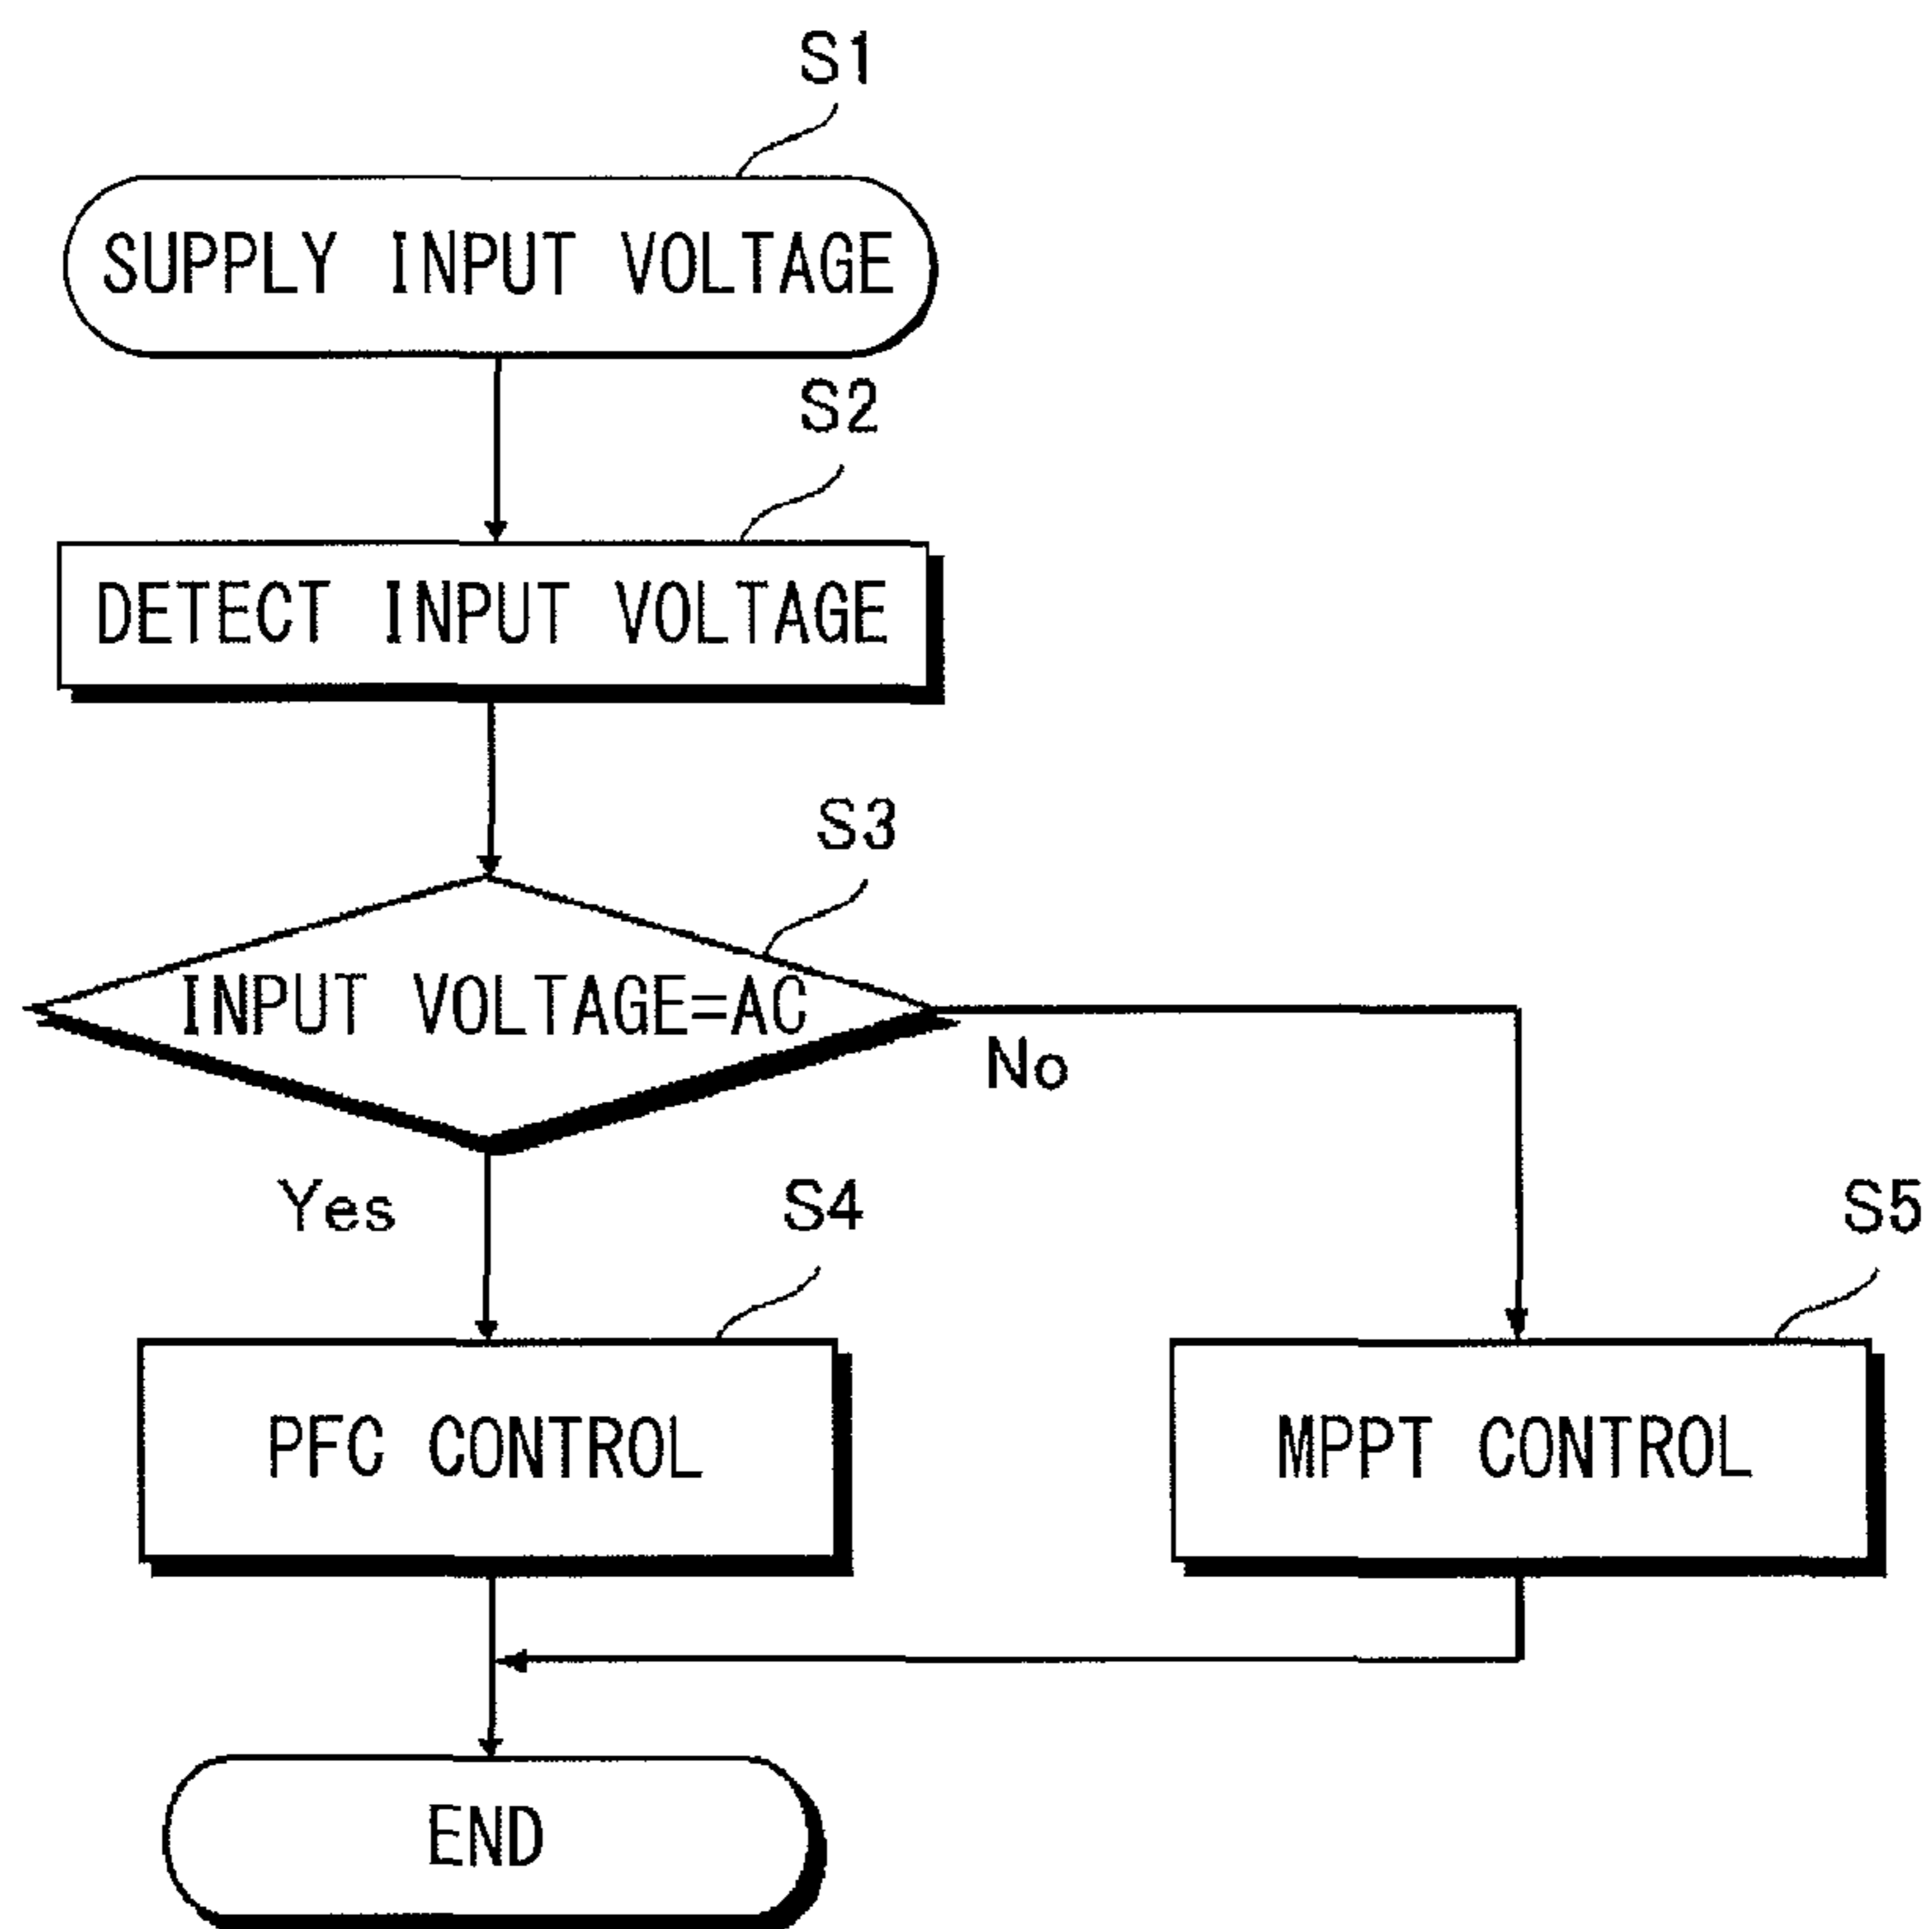 S1
SUPPLY INPUT VOLTAGE
S2
DETECT INPUT VOLTAGE
S3
INPUT VOLTAGE=AC
No
Yes
S4
S5
PFC CONTROL
MPPT CONTROL
END